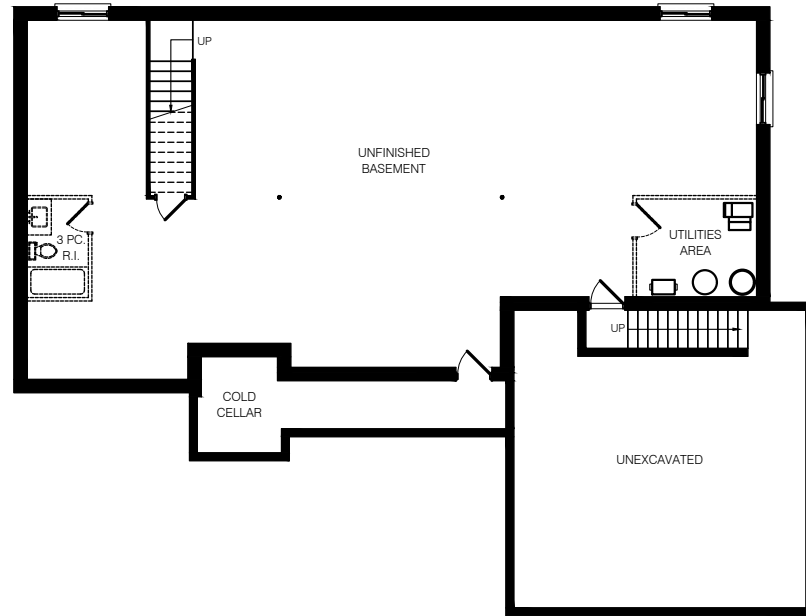 UP
UNFINISHED
BASEMENT
3 PC.
R.I.
UTILITIES
AREA
UP
COLD
CELLAR
UNEXCAVATED